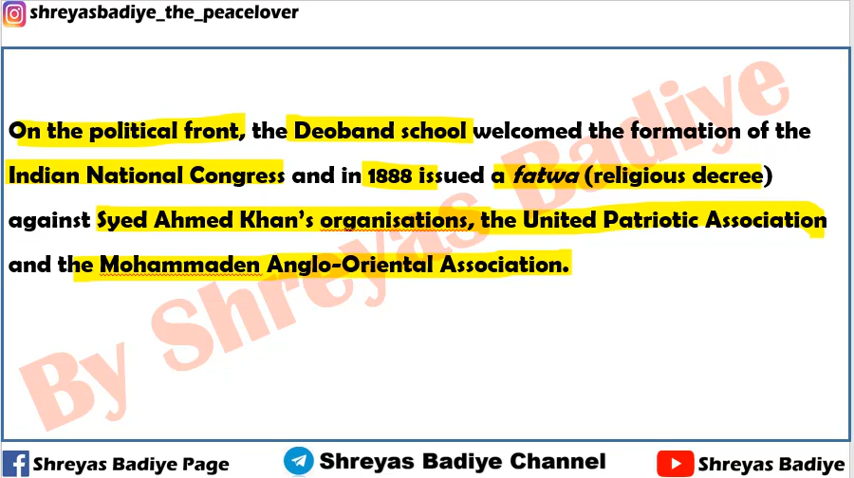 shreyasbadiye_the_peacelover
On the political front, the Deoband school welcomed the formation of the
Indian National Congress and in 1888 issued a fatwa (religious decree)
against Syed Ahmed Khan's organisations, the United Patriotic Association
and the Mohammaden Anglo-Oriental Association.
By Shreyas Badiye
Shreyas Badiye Page
Shreyas Badiye Channel
Shreyas Badiye